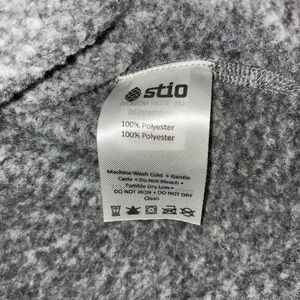 stio
100% Polyester
100% Polyester
Machine Wash Cold • Gentle
Cycle • Do Not Bleach •
Tumble Dry Low •
DO NOT IRON • DO NOT DRY
Clean